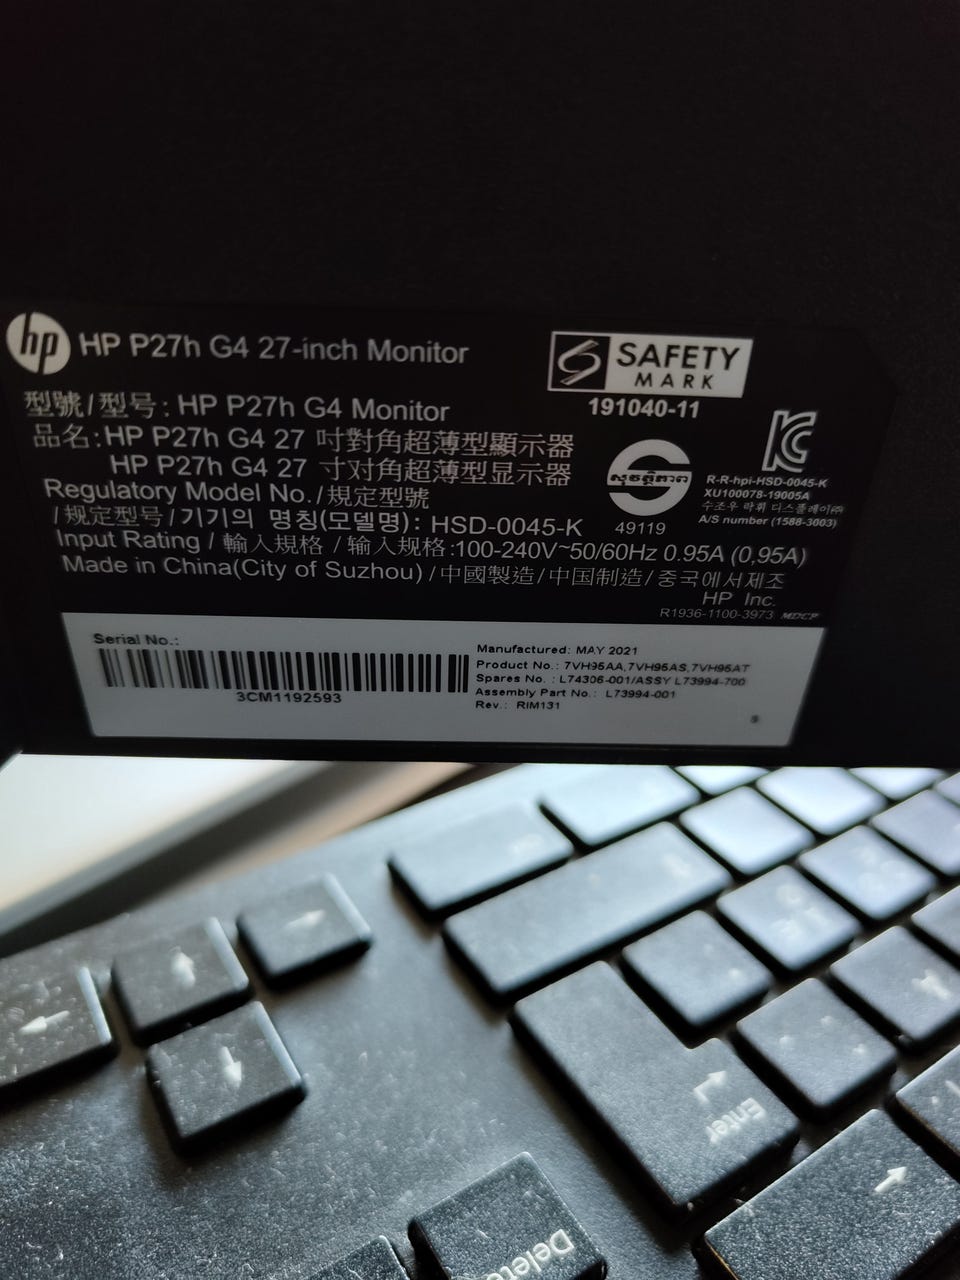 hp
HP P27h G4 27-inch Monitor
型號/型号: HP P27h G4 Monitor
品名:HP P27h G4 27 吋對角超薄型顯示器
HP P27h G4 27 寸对角超薄型显示器
Regulatory Model No./規定型號
/规定型号/기기의 명칭(모델명): HSD-0045-K
Input Rating / 輸入規格 / 输入规格:100-240V~50/60Hz 0.95A (0,95A)
Made in China(City of Suzhou)/中國製造/中国制造/중국에서제조
HP Inc.
R1936-1100-3973 MDCP
SAFETY
MARK
191040-11
49119
R-R-hpi-HSD-0045-K
XU100078-19005A
수조우 락휘 디스플레이㈜
A/S number (1588-3003)
Serial No.:
3CM1192593
Manufactured: MAY 2021
Product No.: 7VH95AA,7VH95AS,7VH95AT
Spares No. : L74306-001/ASSY L73994-700
Assembly Part No.: L73994-001
Rev.: RIM131
Enter
Delete